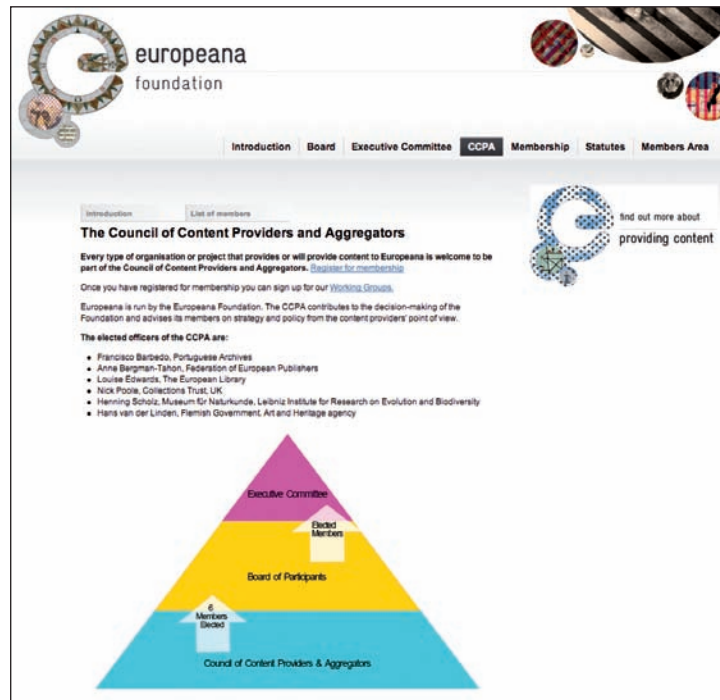 europeana
foundation
Introduction Board Executive Committee CCPA Membership Statutes Members Area
find out more about
providing content
Introduction List of members
The Council of Content Providers and Aggregators
Every type of organisation or project that provides or will provide content to Europeana is welcome to be
part of the Council of Content Providers and Aggregators. Register for membership
Once you have registered for membership you can sign up for our Working Groups.
Europeana is run by the Europeana Foundation. The CCPA contributes to the decision-making of the
Foundation and advises its members on strategy and policy from the content providers' point of view.
The elected officers of the CCPA are:
Francisco Barbedo, Portuguese Archives
Anne Bergman-Tahon, Federation of European Publishers
Louise Edwards, The European Library
Nick Poole, Collections Trust, UK
Henning Scholz, Museum für Naturkunde, Leibniz Institute for Research on Evolution and Biodiversity
Hans van der Linden, Flemish Government, Art and Heritage agency
Executive Committee
Elected
Members
Board of Participants
6
Members
Elected
Council of Content Providers & Aggregators